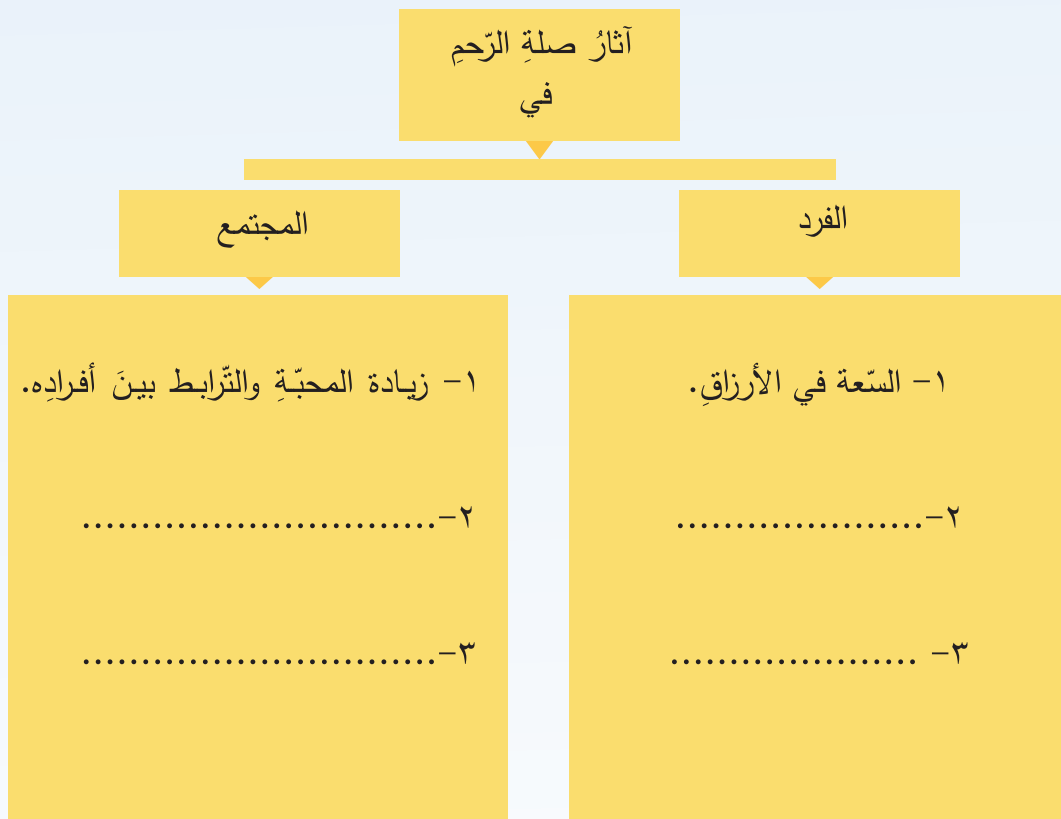 آثارُ صلةِ الرّحمِ
في
الفرد
المجتمع
١- السّعة في الأرزاقِ.
٢-.....................
٣- .....................
١- زيادة المحبّةِ والتّرابط بينَ أفرادِه.
٢-..............................
٣-..............................